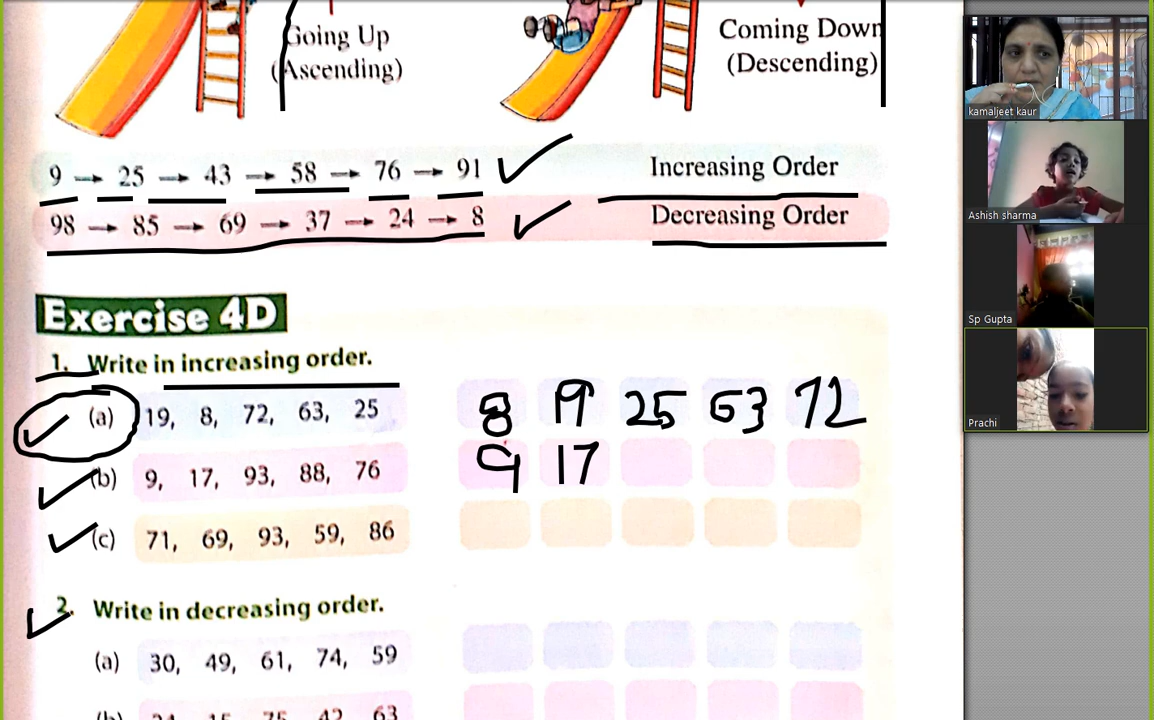 Going Up
(Ascending)
Coming Down
(Descending)
9 → 25 → 43 → 58 → 76 → 91 Increasing Order
98 → 85 → 69 → 37 → 24 → 8 Decreasing Order
Exercise 4D
1. Write in increasing order.
(a) 19, 8, 72, 63, 25 8 19 25 63 72
(b) 9, 17, 93, 88, 76 9 17
(c) 71, 69, 93, 59, 86
2. Write in decreasing order.
(a) 30, 49, 61, 74, 59
kamaljeet kaur
Ashish sharma
Sp Gupta
Prachi